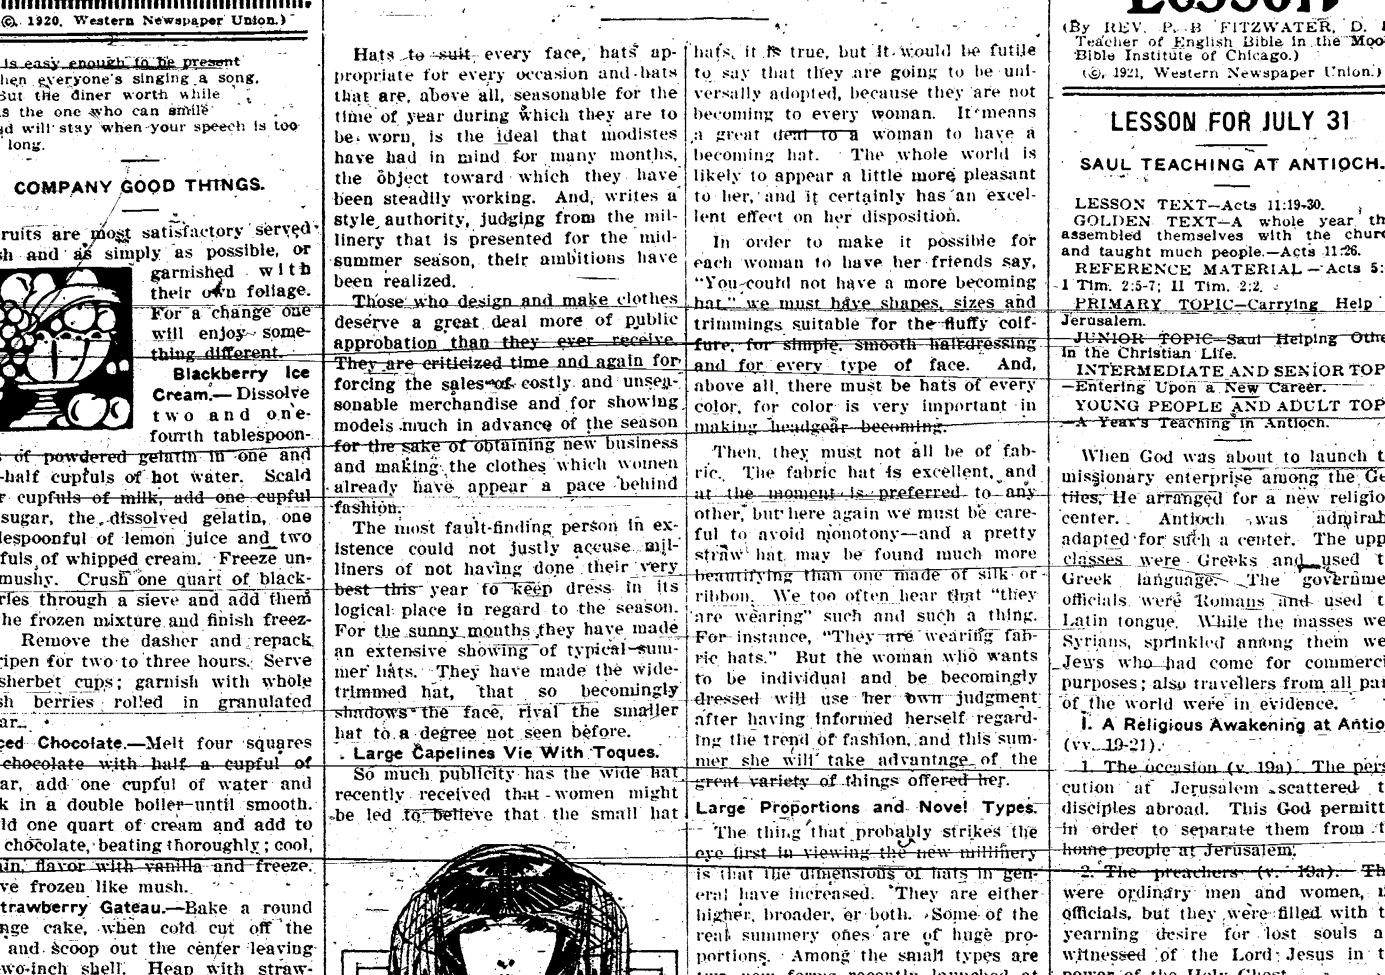 (©, 1920, Western Newspaper Union.)
is easy enough to be present
hen everyone's singing a song,
But the diner worth while
s the one who can smile
d will stay when your speech is too
long.
COMPANY GOOD THINGS.
ruits are most satisfactory served
sh and as simply as possible, or
garnished with
their own foliage.
For a change one
will enjoy some-
thing different.
Blackberry Ice
Cream.—Dissolve
two and one-
fourth tablespoon-
s of powdered gelatin in one and
-half cupfuls of hot water. Scald
r cupfuls of milk, add one cupful
sugar, the dissolved gelatin, one
lespoonful of lemon juice and two
fuls of whipped cream. Freeze un-
mushy. Crush one quart of black-
rries through a sieve and add them
he frozen mixture and finish freez-
Remove the dasher and repack
ripen for two to three hours. Serve
sherbet cups; garnish with whole
sh berries rolled in granulated
ar.
ced Chocolate.—Melt four squares
chocolate with half a cupful of
ar, add one cupful of water and
k in a double boiler until smooth.
ld one quart of cream and add to
chocolate, beating thoroughly; cool,
in, flavor with vanilla and freeze.
ve frozen like mush.
trawberry Gateau.—Bake a round
nge cake, when cold cut off the
and scoop out the center leaving
wo-inch shell. Heap with straw-
Hats to suit every face, hats ap-
propriate for every occasion and hats
that are, above all, seasonable for the
time of year during which they are to
be worn, is the ideal that modistes
have had in mind for many months,
the object toward which they have
been steadily working. And, writes a
style authority, judging from the mil-
linery that is presented for the mid-
summer season, their ambitions have
been realized.
Those who design and make clothes
deserve a great deal more of public
approbation than they ever receive.
They are criticized time and again for
forcing the sales of costly and unsea-
sonable merchandise and for showing
models much in advance of the season
for the sake of obtaining new business
and making the clothes which women
already have appear a pace behind
fashion.
The most fault-finding person in ex-
istence could not justly accuse mil-
liners of not having done their very
best this year to keep dress in its
logical place in regard to the season.
For the sunny months they have made
an extensive showing of typical sum-
mer hats. They have made the wide-
trimmed hat, that so becomingly
shadows the face, rival the smaller
hat to a degree not seen before.
Large Capelines Vie With Toques.
So much publicity has the wide hat
recently received that women might
be led to believe that the small hat
hats, it is true, but it would be futile
to say that they are going to be uni-
versally adopted, because they are not
becoming to every woman. It means
a great deal to a woman to have a
becoming hat. The whole world is
likely to appear a little more pleasant
to her, and it certainly has an excel-
lent effect on her disposition.
In order to make it possible for
each woman to have her friends say,
"You could not have a more becoming
hat," we must have shapes, sizes and
trimmings suitable for the fluffy coif-
fure, for simple, smooth hairdressing
and for every type of face. And,
above all, there must be hats of every
color, for color is very important in
making headgear becoming.
Then, they must not all be of fab-
ric. The fabric hat is excellent, and
at the moment is preferred to any
other, but here again we must be care-
ful to avoid monotony—and a pretty
straw hat may be found much more
beautifying than one made of silk or
ribbon. We too often hear that "they
are wearing" such and such a thing.
For instance, "They are wearing fab-
ric hats." But the woman who wants
to be individual and be becomingly
dressed will use her own judgment
after having informed herself regard-
ing the trend of fashion, and this sum-
mer she will take advantage of the
great variety of things offered her.
Large Proportions and Novel Types.
The thing that probably strikes the
eye first in viewing the new millinery
is that the dimensions of hats in gen-
eral have increased. They are either
higher, broader, or both. Some of the
real summery ones are of huge pro-
portions. Among the small types are
two new forms recently launched at
LESSON
(By REV. P. B. FITZWATER, D. D
Teacher of English Bible in the Moo
Bible Institute of Chicago.)
(©, 1921, Western Newspaper Union.)
LESSON FOR JULY 31
SAUL TEACHING AT ANTIOCH.
LESSON TEXT—Acts 11:19-30.
GOLDEN TEXT—A whole year th
assembled themselves with the churc
and taught much people.—Acts 11:26.
REFERENCE MATERIAL—Acts 5:
1 Tim. 2:5-7; II Tim. 2:2.
PRIMARY TOPIC—Carrying Help
Jerusalem.
JUNIOR TOPIC—Saul Helping Othe
in the Christian Life.
INTERMEDIATE AND SENIOR TOP
—Entering Upon a New Career.
YOUNG PEOPLE AND ADULT TOP
—A Year's Teaching in Antioch.
When God was about to launch t
missionary enterprise among the Ge
tiles, He arranged for a new religio
center. Antioch was admirab
adapted for such a center. The upp
classes were Greeks and used t
Greek language. The governme
officials were Romans and used t
Latin tongue. While the masses we
Syrians, sprinkled among them we
Jews who had come for commerci
purposes; also travellers from all par
of the world were in evidence.
I. A Religious Awakening at Antio
(vv. 19-21).
1. The occasion (v. 19a). The pers
cution at Jerusalem scattered t
disciples abroad. This God permitt
in order to separate them from t
home people at Jerusalem.
2. The preachers (v. 19a). Th
were ordinary men and women, n
officials, but they were filled with t
yearning desire for lost souls a
witnessed of the Lord Jesus in t
power of the Holy Ghost